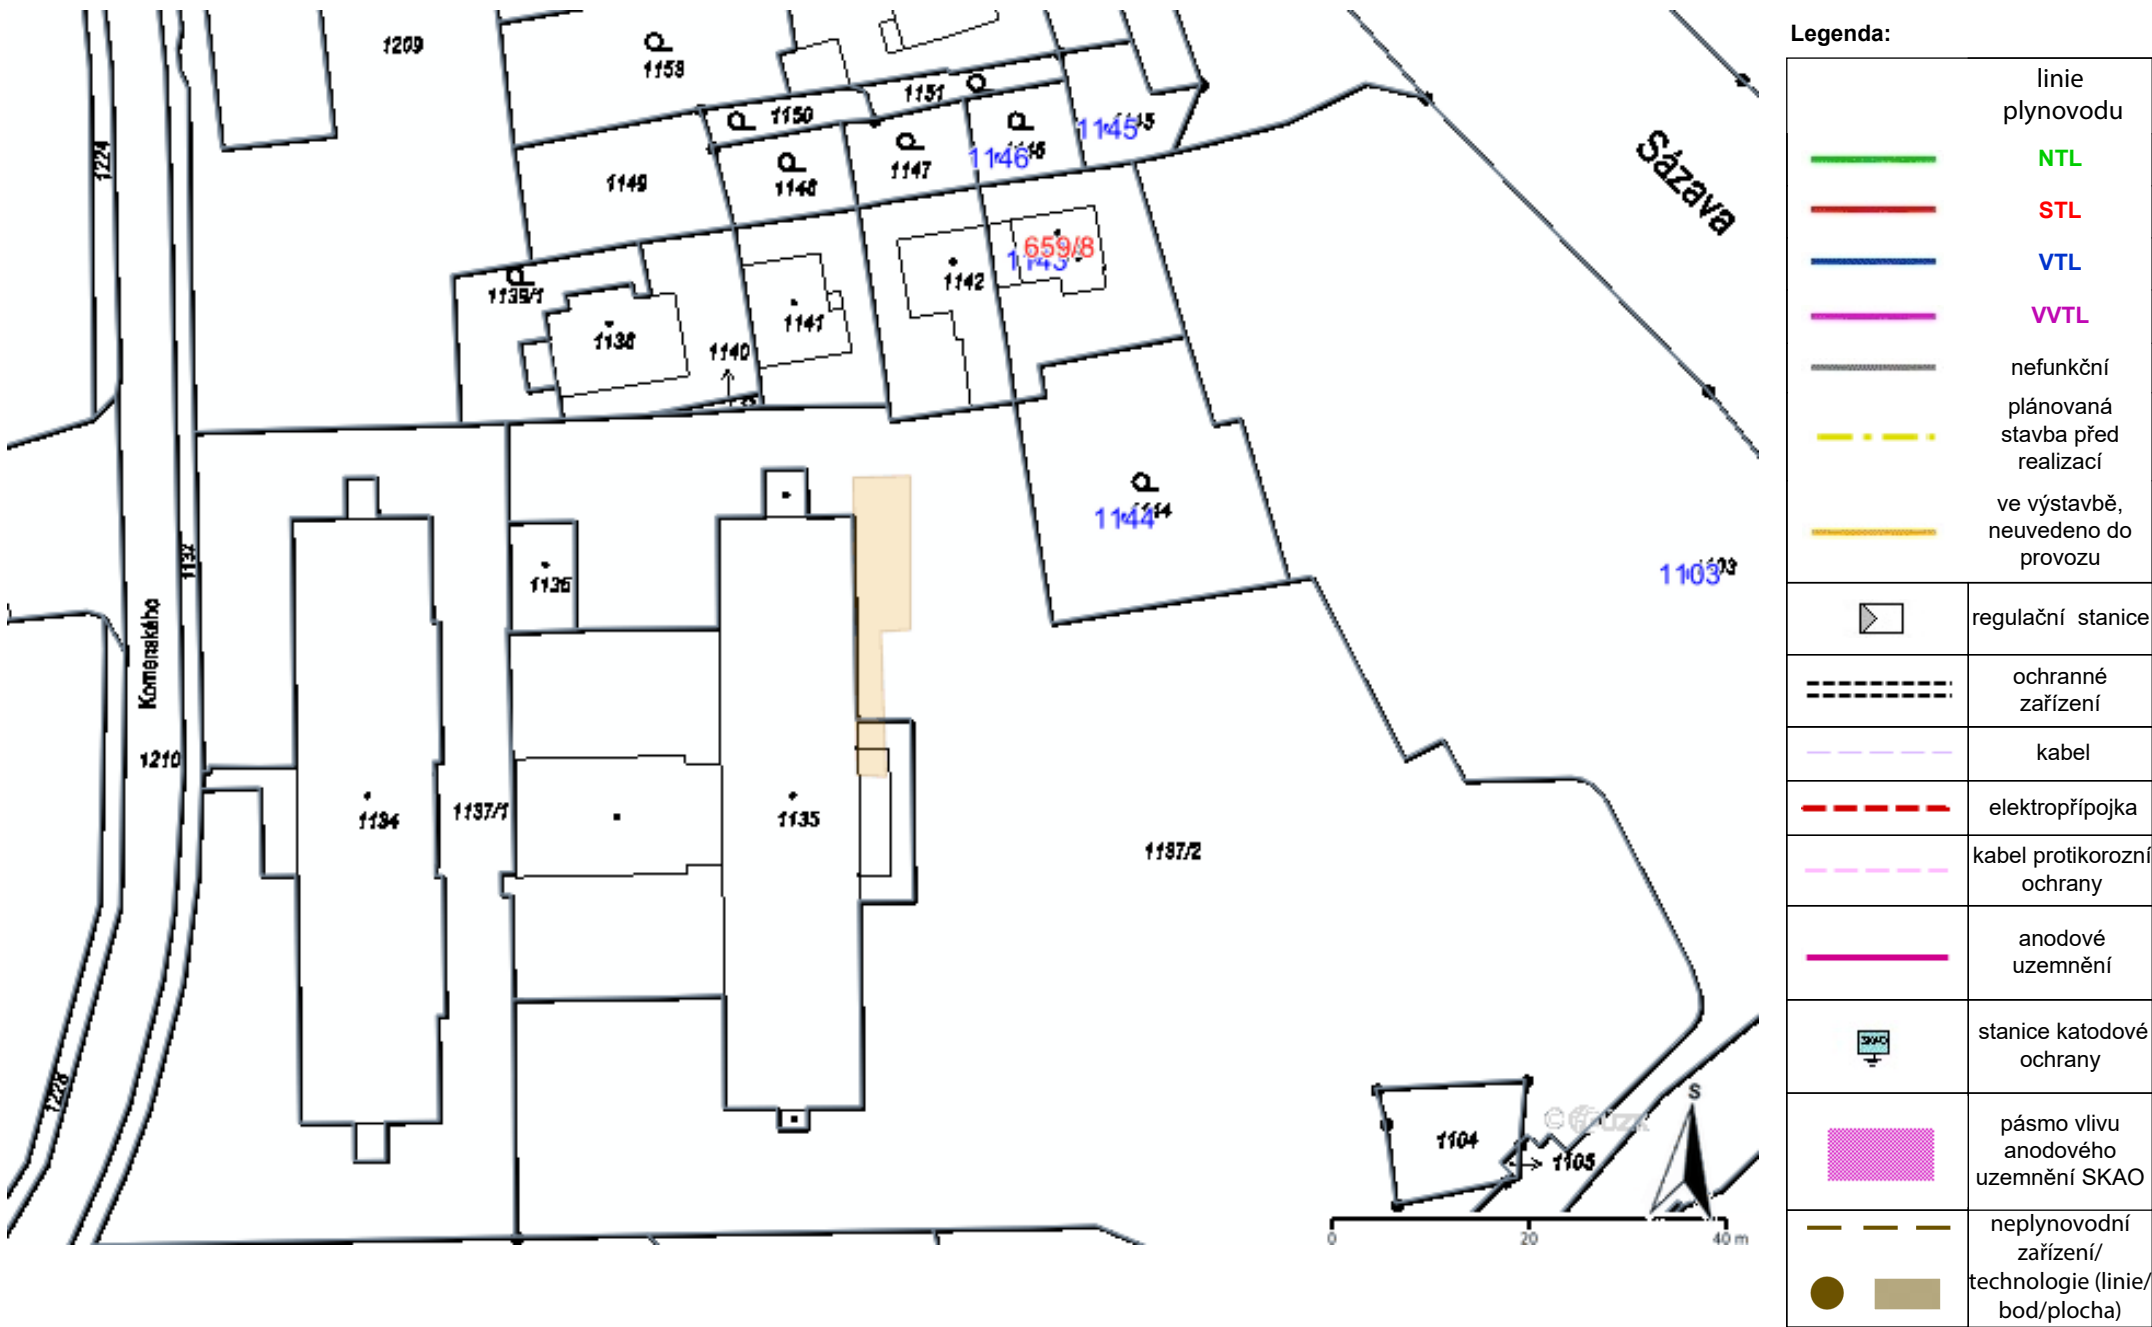 1209
1153
1151
1150
1145
1146
1147
1148
1149
1224
Sázava
659/8
1142
1139/1
1141
1138
1140
1144
1103
1132
1136
Komenského
1210
1134
1137/1
1135
1137/2
1228
1104
1105
S
0 20 40 m
Legenda:
linie
plynovodu
NTL
STL
VTL
VVTL
nefunkční
plánovaná
stavba před
realizací
ve výstavbě,
neuvedeno do
provozu
regulační stanice
ochranné
zařízení
kabel
elektropřípojka
kabel protikorozní
ochrany
anodové
uzemnění
SKAO
stanice katodové
ochrany
pásmo vlivu
anodového
uzemnění SKAO
neplynovodní
zařízení/
technologie (linie/
bod/plocha)